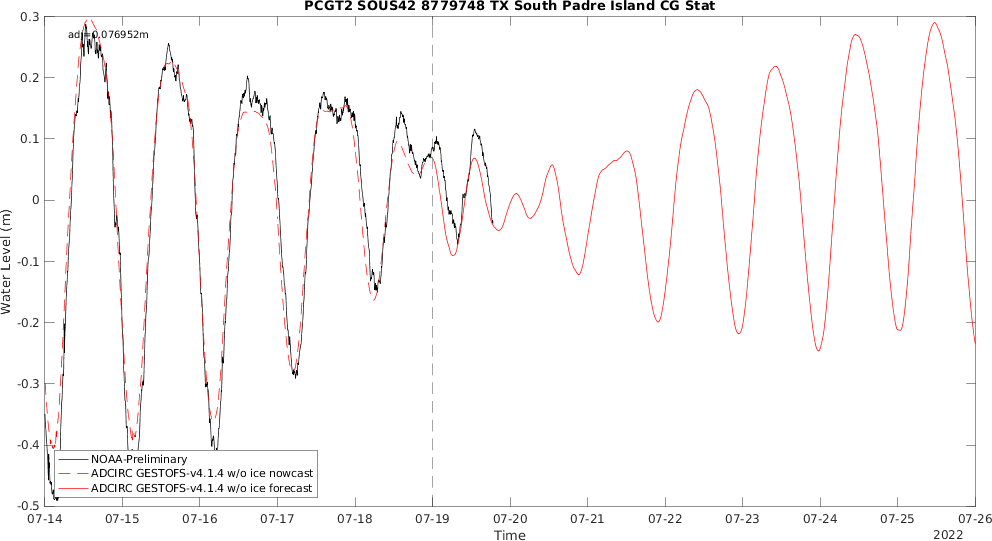 PCGT2 SOUS42 8779748 TX South Padre Island CG Stat
adj=0.076952m
0.3
0.2
0.1
0
-0.1
-0.2
-0.3
-0.4
-0.5
Water Level (m)
NOAA-Preliminary
ADCIRC GESTOFS-v4.1.4 w/o ice nowcast
ADCIRC GESTOFS-v4.1.4 w/o ice forecast
07-14 07-15 07-16 07-17 07-18 07-19 07-20 07-21 07-22 07-23 07-24 07-25 07-26
Time
2022